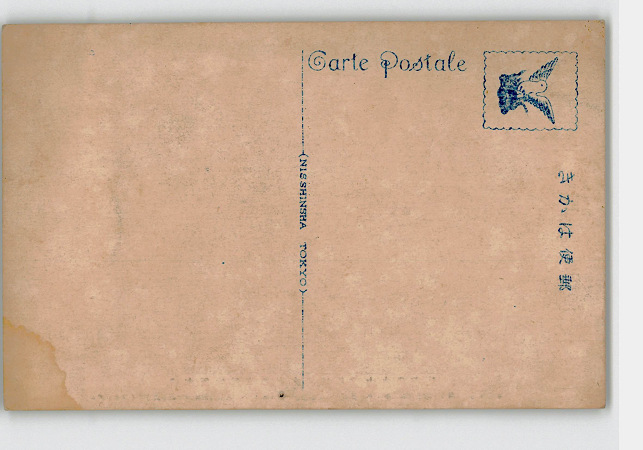 Carte Postale
(NISSHINSHA TOKYO)
郵便はかき